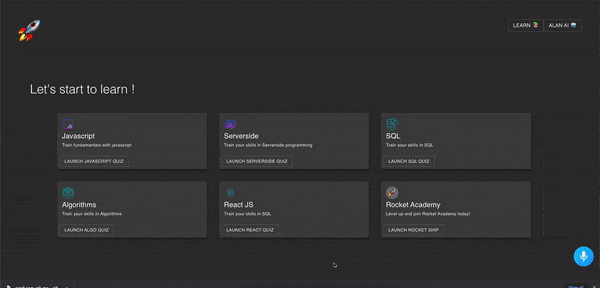 LEARN
ALAN AI
Let's start to learn !
Javascript
Train fundamentals with javascript
LAUNCH JAVASCRIPT QUIZ
Serverside
Train your skills in Serverside programming
LAUNCH SERVERSIDE QUIZ
SQL
Train your skills in SQL
LAUNCH SQL QUIZ
Algorithms
Train your skills in Algorithms
LAUNCH ALGO QUIZ
React JS
Train your skills in SQL
LAUNCH REACT QUIZ
Rocket Academy
Level up and join Rocket Academy today!
LAUNCH ROCKET SHIP